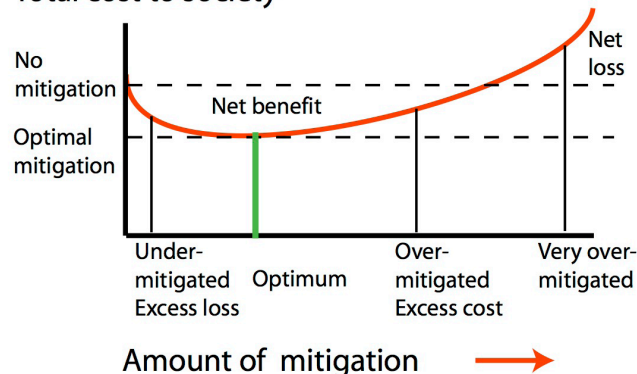 Total cost to society
No
mitigation
Net
loss
Net benefit
Optimal
mitigation
Under-
mitigated
Excess loss
Optimum
Over-
mitigated
Excess cost
Very over-
mitigated
Amount of mitigation